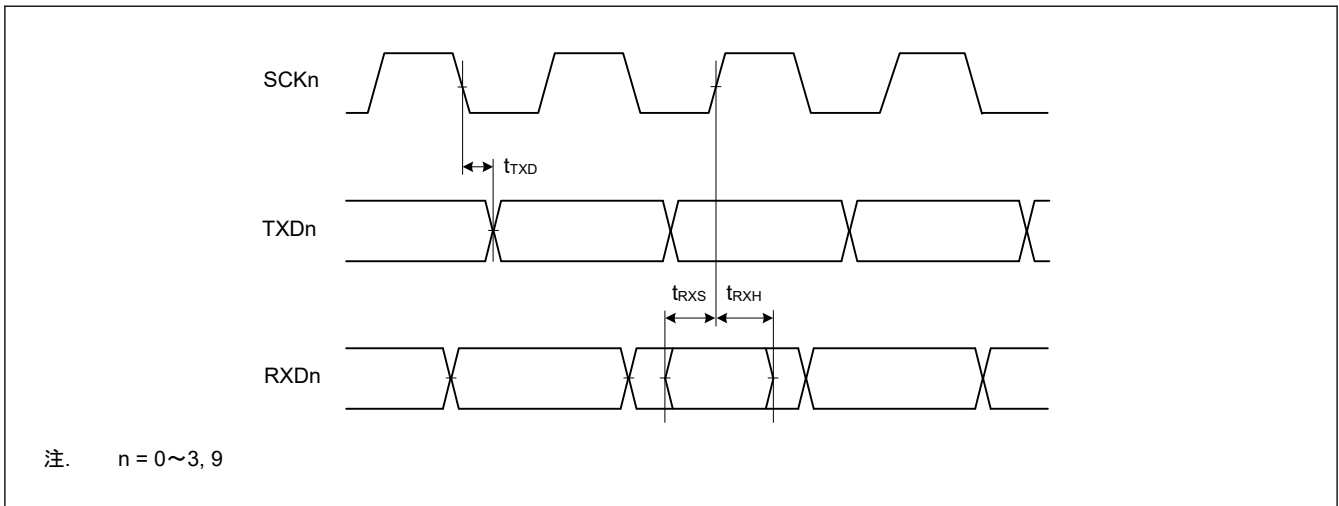 SCKn
tTXD
TXDn
tRXS tRXH
RXDn
注. n = 0～3, 9